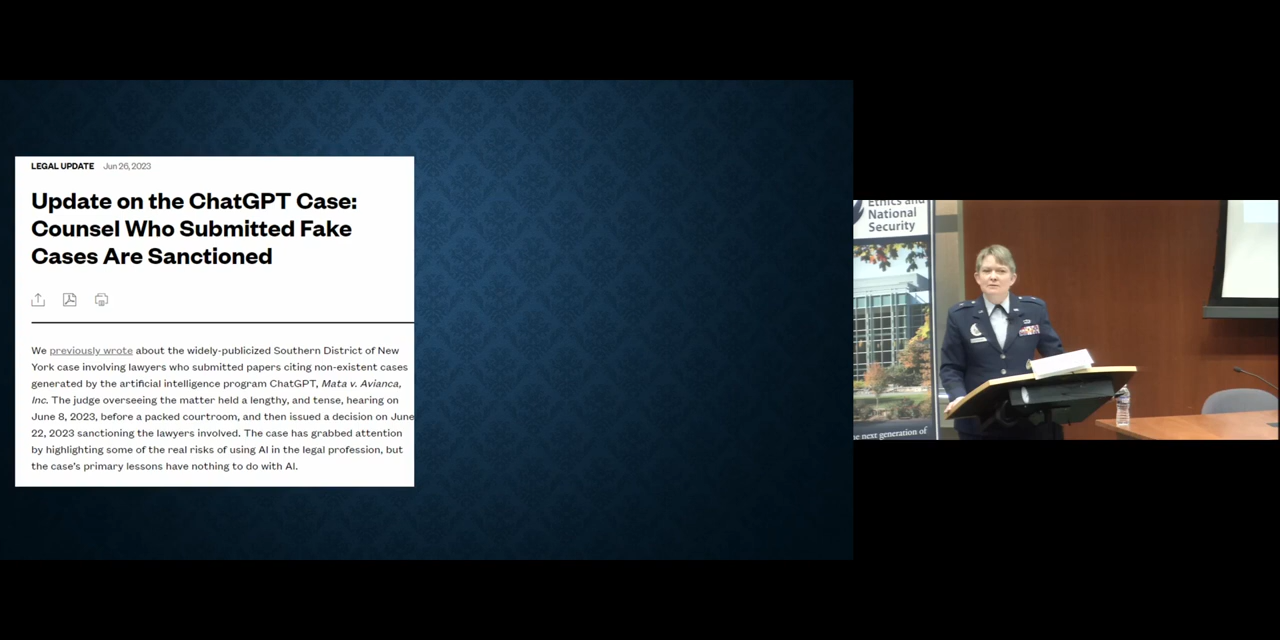 LEGAL UPDATE Jun 26, 2023
Update on the ChatGPT Case:
Counsel Who Submitted Fake
Cases Are Sanctioned
We previously wrote about the widely-publicized Southern District of New
York case involving lawyers who submitted papers citing non-existent cases
generated by the artificial intelligence program ChatGPT, Mata v. Avianca,
Inc. The judge overseeing the matter held a lengthy, and tense, hearing on
June 8, 2023, before a packed courtroom, and then issued a decision on June
22, 2023 sanctioning the lawyers involved. The case has grabbed attention
by highlighting some of the real risks of using AI in the legal profession, but
the case's primary lessons have nothing to do with AI.
Ethics and
National
Security
next generation of